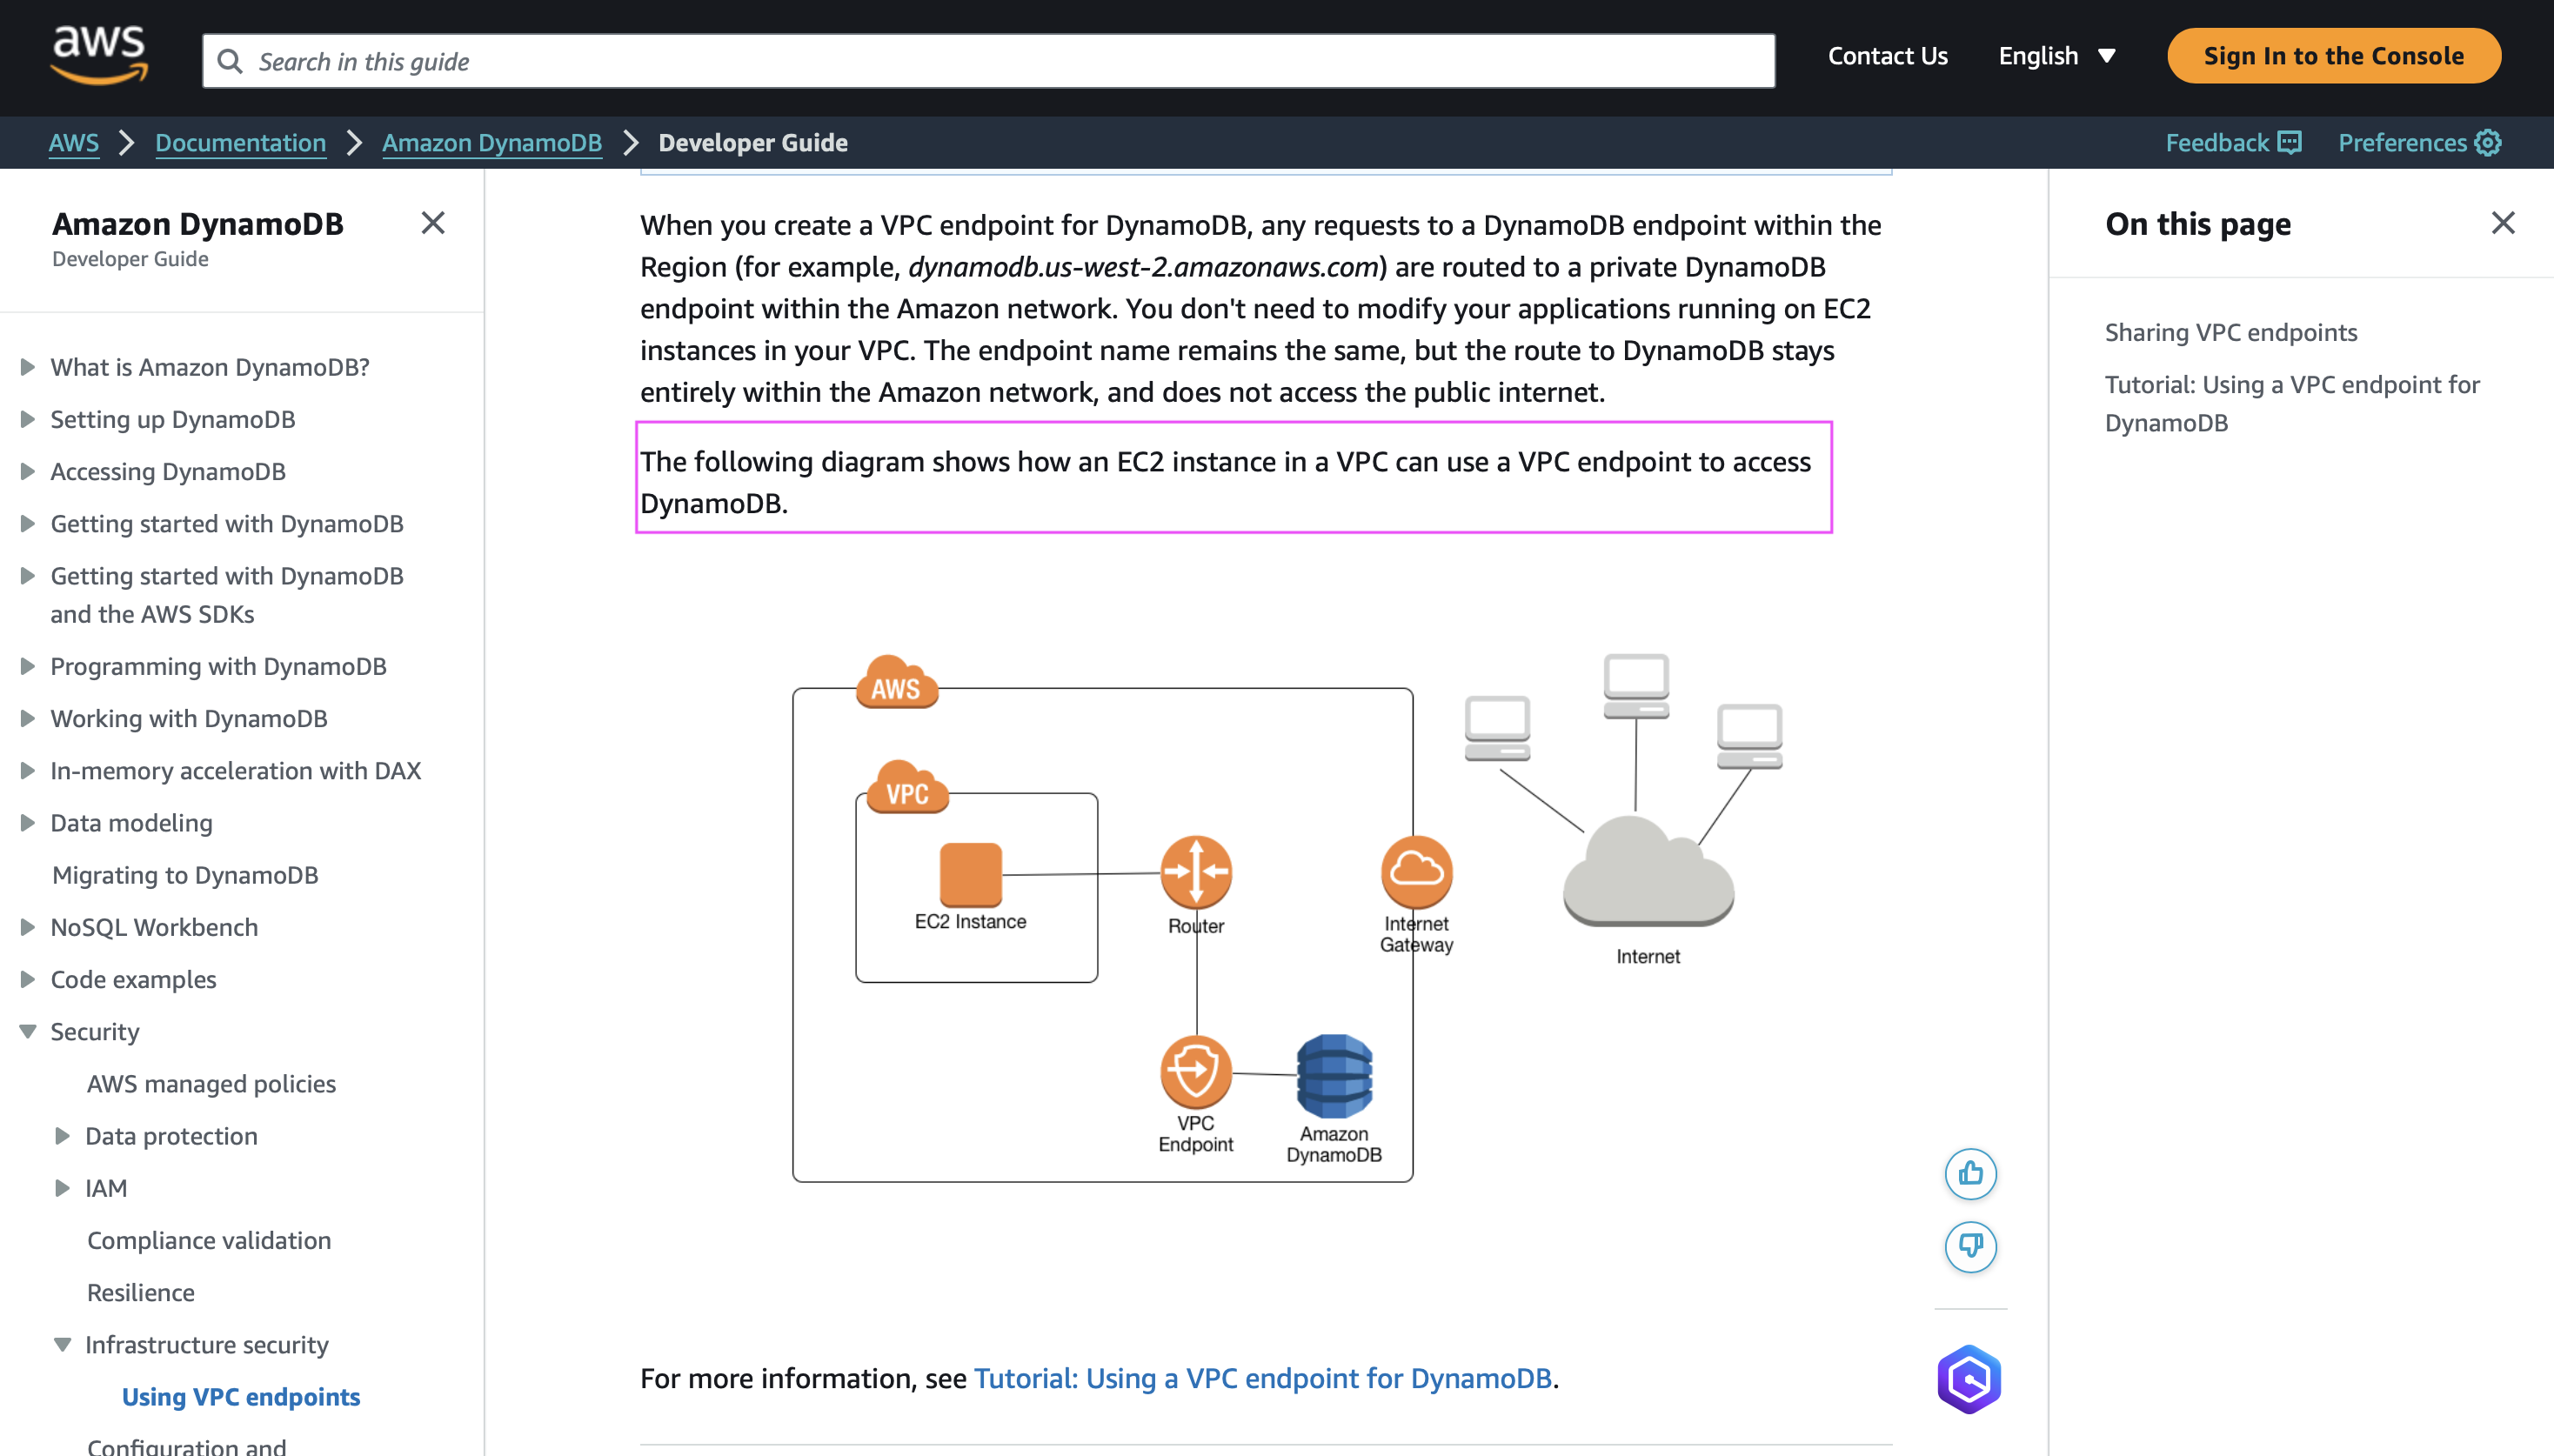 aws
Search in this guide
Contact Us
English
Sign In to the Console
AWS
Documentation
Amazon DynamoDB
Developer Guide
Feedback
Preferences
Amazon DynamoDB
Developer Guide
What is Amazon DynamoDB?
Setting up DynamoDB
Accessing DynamoDB
Getting started with DynamoDB
Getting started with DynamoDB
and the AWS SDKs
Programming with DynamoDB
Working with DynamoDB
In-memory acceleration with DAX
Data modeling
Migrating to DynamoDB
NoSQL Workbench
Code examples
Security
AWS managed policies
Data protection
IAM
Compliance validation
Resilience
Infrastructure security
Using VPC endpoints
Configuration and
When you create a VPC endpoint for DynamoDB, any requests to a DynamoDB endpoint within the
Region (for example, dynamodb.us-west-2.amazonaws.com) are routed to a private DynamoDB
endpoint within the Amazon network. You don't need to modify your applications running on EC2
instances in your VPC. The endpoint name remains the same, but the route to DynamoDB stays
entirely within the Amazon network, and does not access the public internet.
The following diagram shows how an EC2 instance in a VPC can use a VPC endpoint to access
DynamoDB.
AWS
VPC
EC2 Instance
Router
Internet
Gateway
Internet
VPC
Endpoint
Amazon
DynamoDB
For more information, see Tutorial: Using a VPC endpoint for DynamoDB.
On this page
Sharing VPC endpoints
Tutorial: Using a VPC endpoint for
DynamoDB